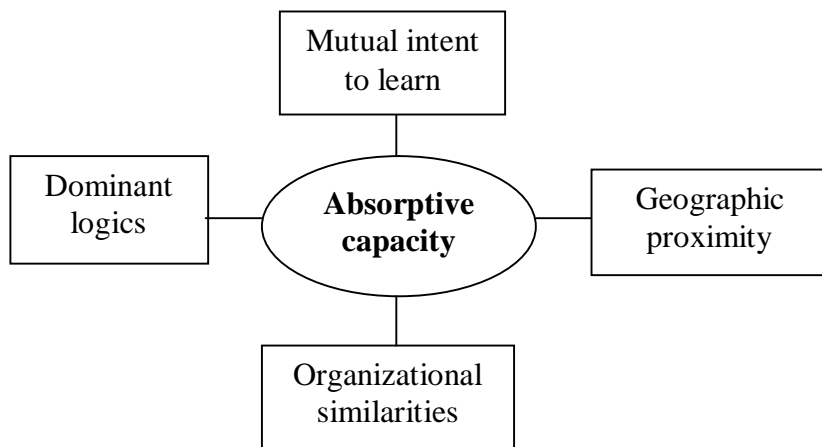 Mutual intent
to learn
Dominant
logics
Absorptive
capacity
Geographic
proximity
Organizational
similarities